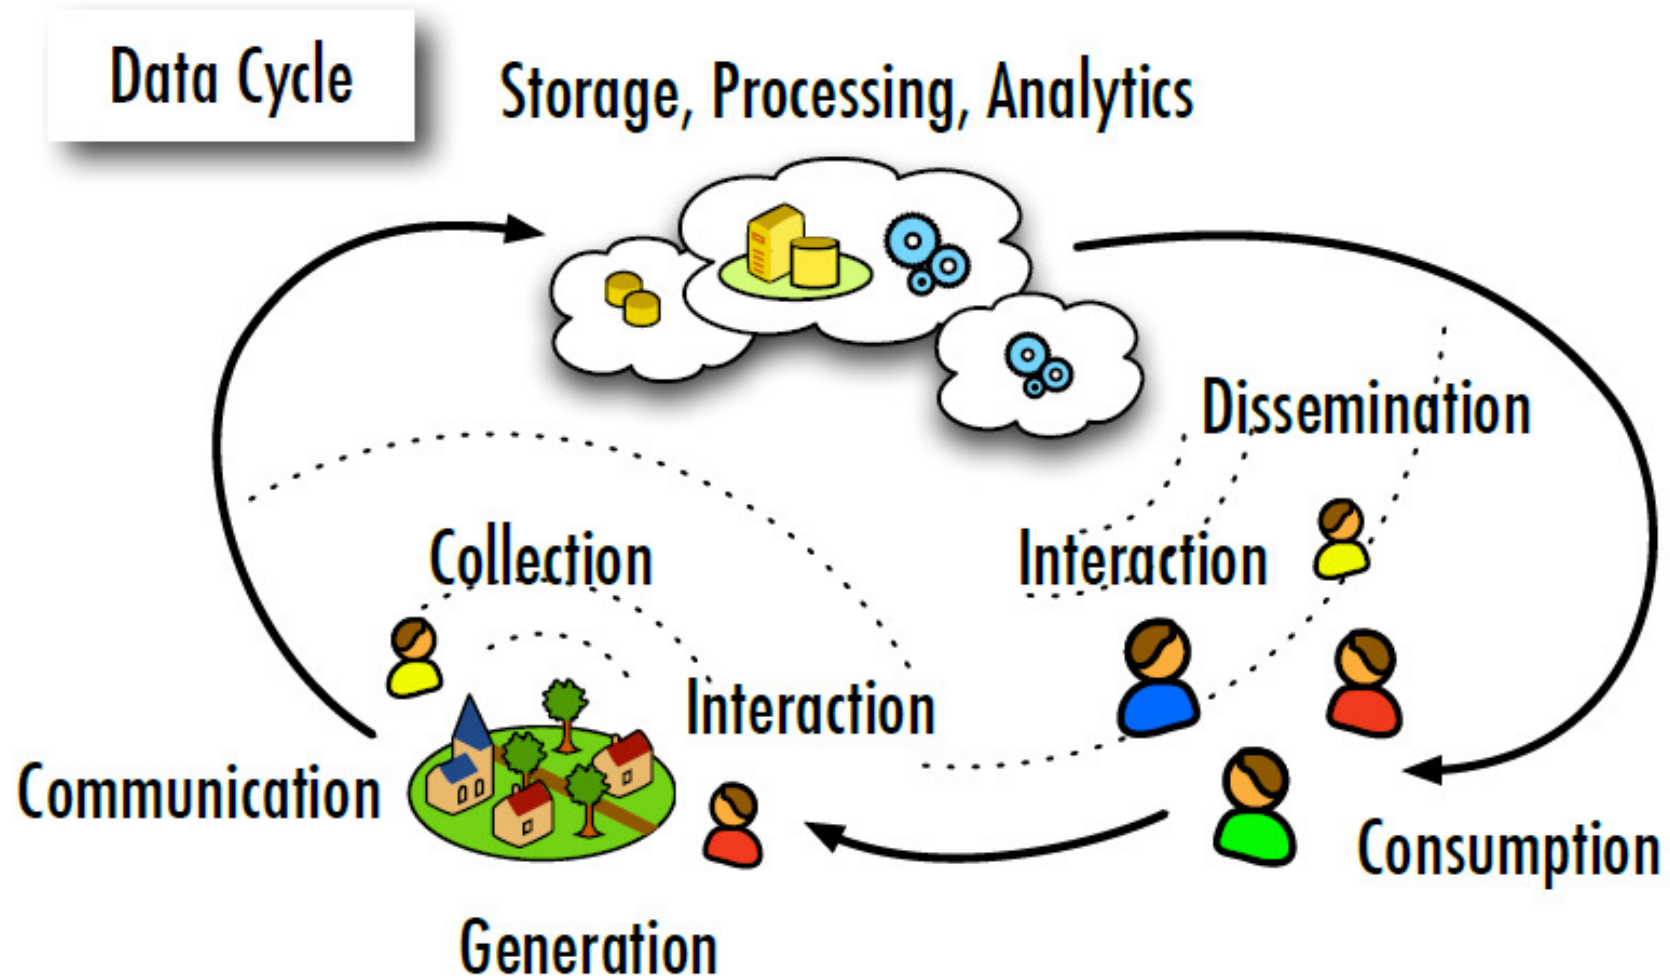 Data Cycle
Storage, Processing, Analytics
Dissemination
Collection
Interaction
Interaction
Communication
Consumption
Generation